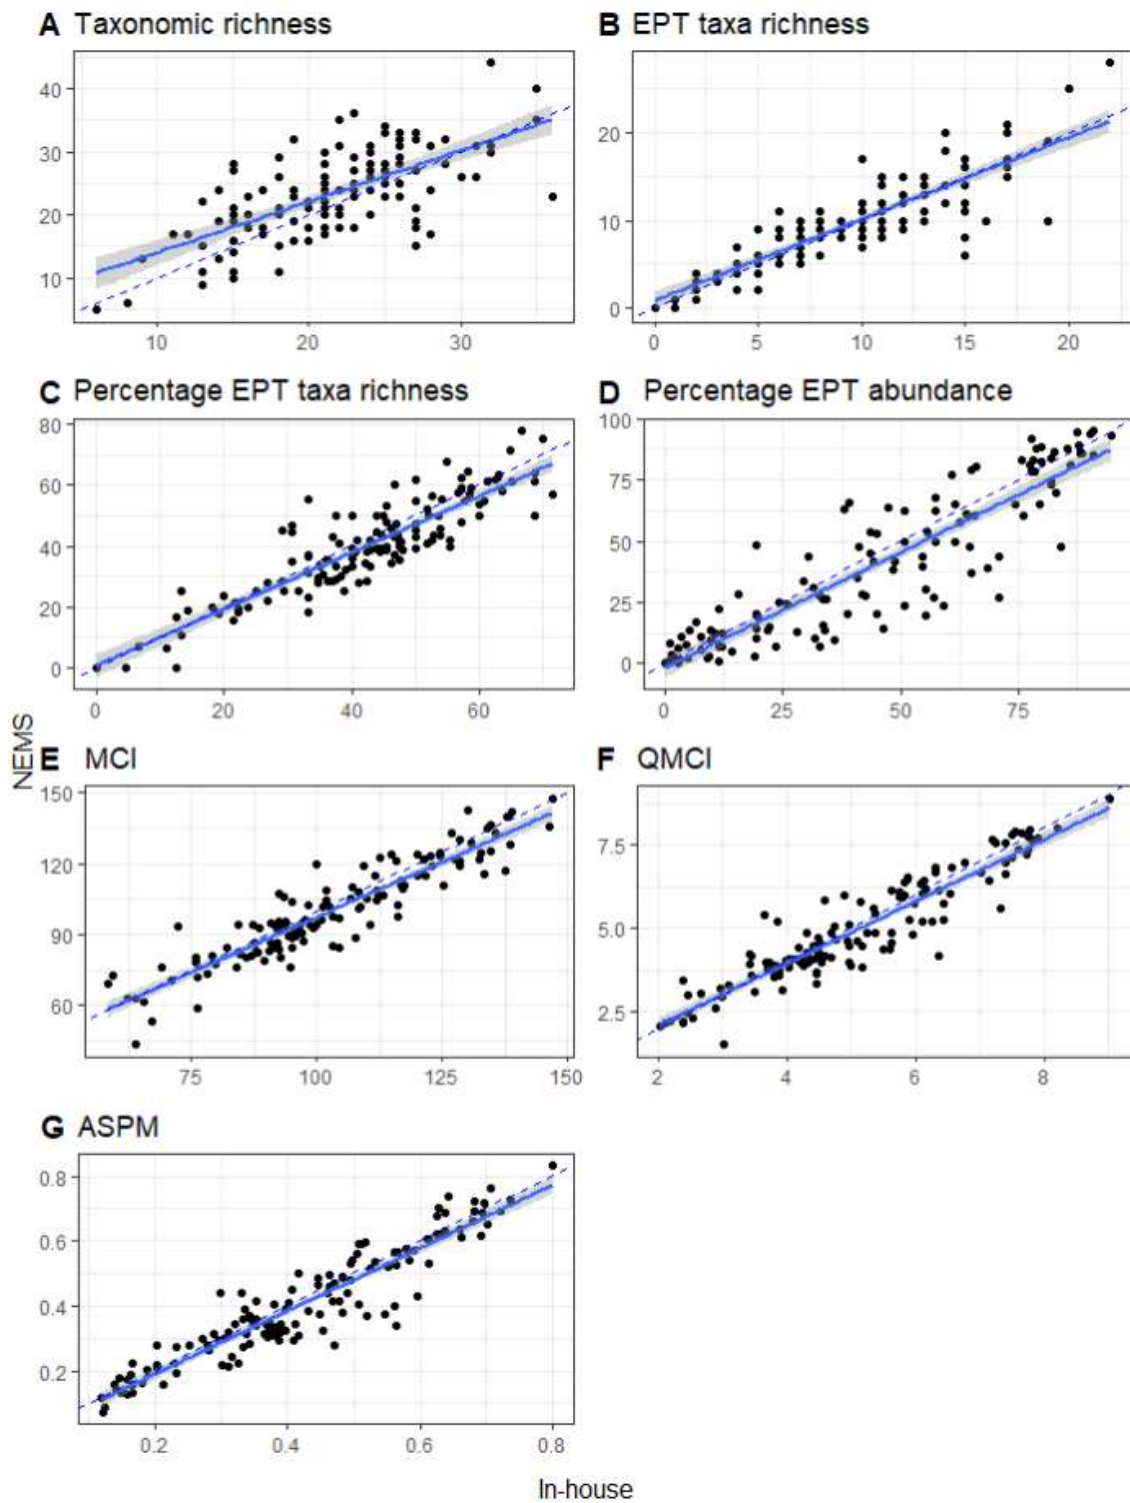 A Taxonomic richness
B EPT taxa richness
40
30
20
10
10 20 30
20
10
0
0 5 10 15 20
C Percentage EPT taxa richness
D Percentage EPT abundance
80
60
40
20
0
0 20 40 60
100
75
50
25
0
0 25 50 75
NEMS
E MCI
F QMCI
150
120
90
60
75 100 125 150
7.5
5.0
2.5
2 4 6 8
G ASPM
0.8
0.6
0.4
0.2
0.2 0.4 0.6 0.8
In-house